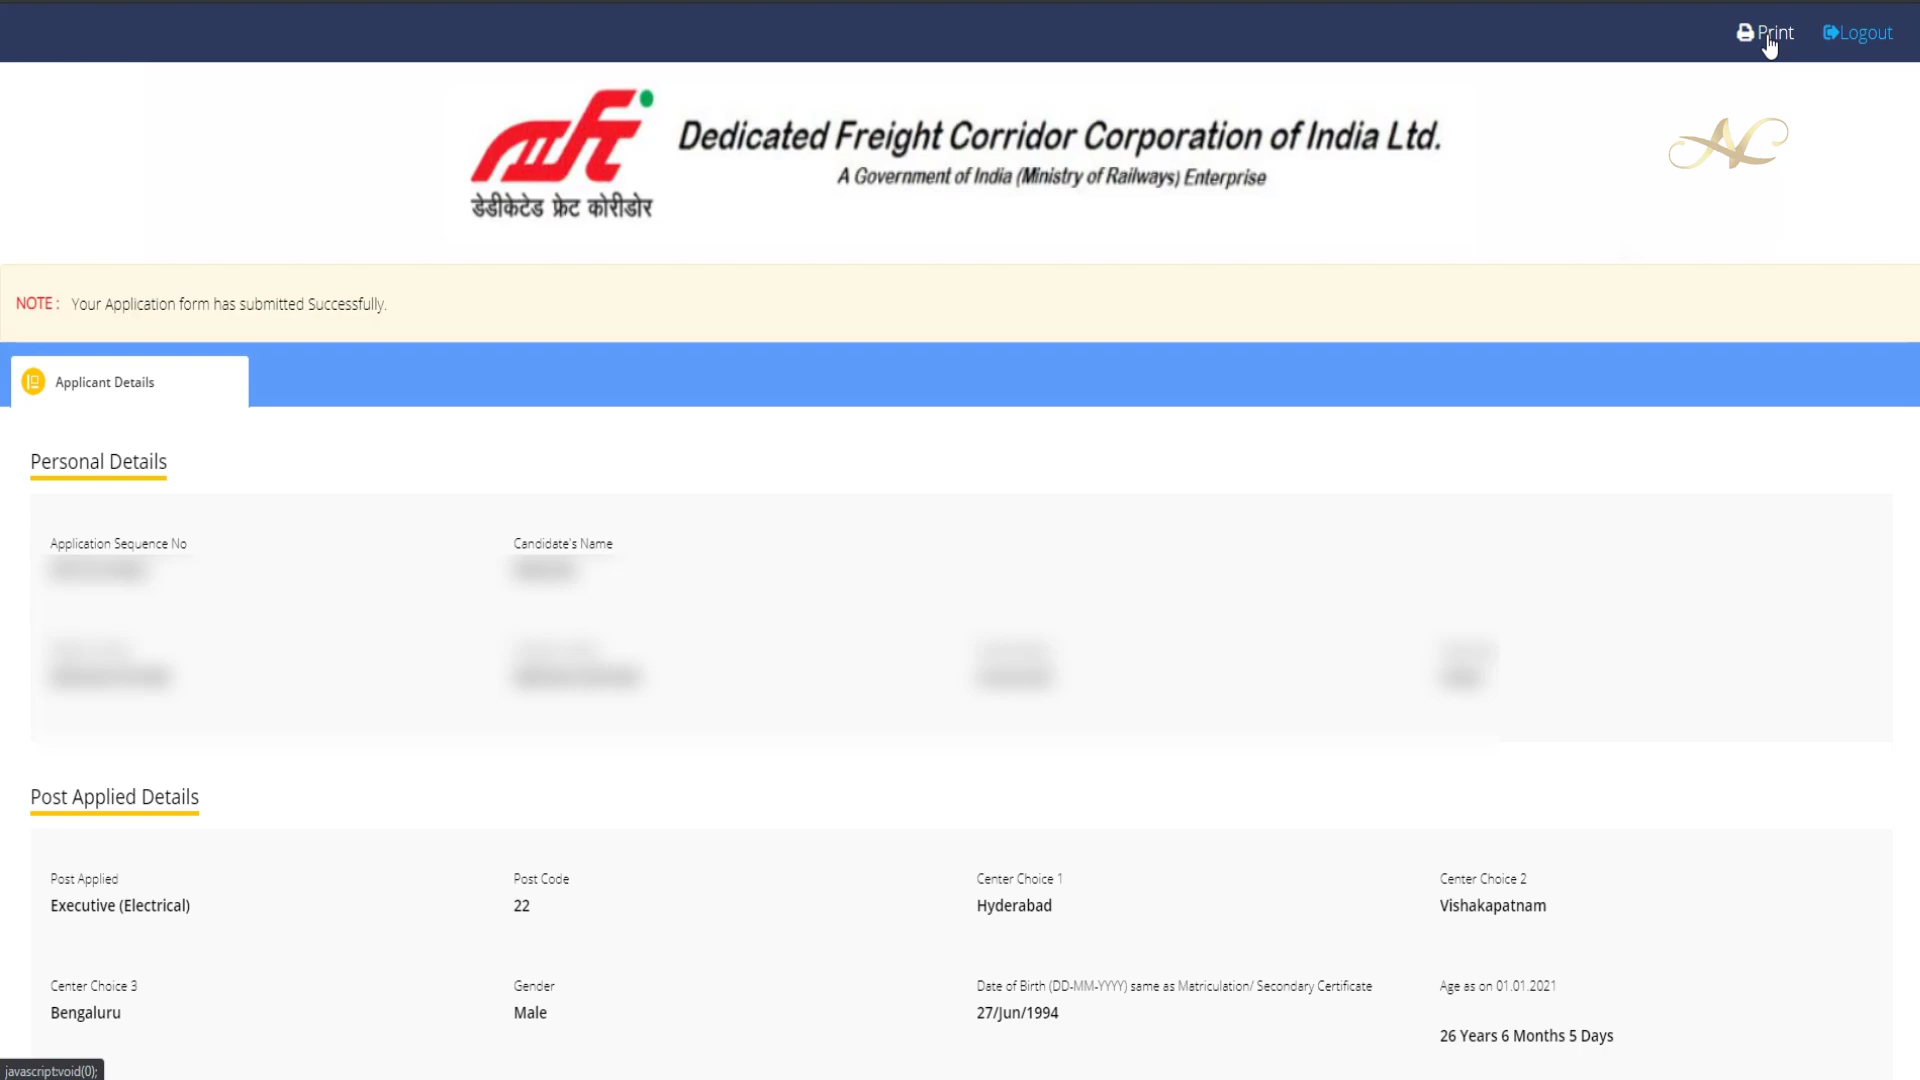 Print Logout
Dedicated Freight Corridor Corporation of India Ltd.
A Government of India (Ministry of Railways) Enterprise
डेडीकेटेड फ्रेट कोरीडोर
NOTE : Your Application form has submitted Successfully.
Applicant Details
Personal Details
Application Sequence No Candidate's Name
Post Applied Details
Post Applied Post Code Center Choice 1 Center Choice 2
Executive (Electrical) 22 Hyderabad Vishakapatnam
Center Choice 3 Gender Date of Birth (DD-MM-YYYY) same as Matriculation/ Secondary Certificate Age as on 01.01.2021
Bengaluru Male 27/Jun/1994
26 Years 6 Months 5 Days
javascript:void(0);